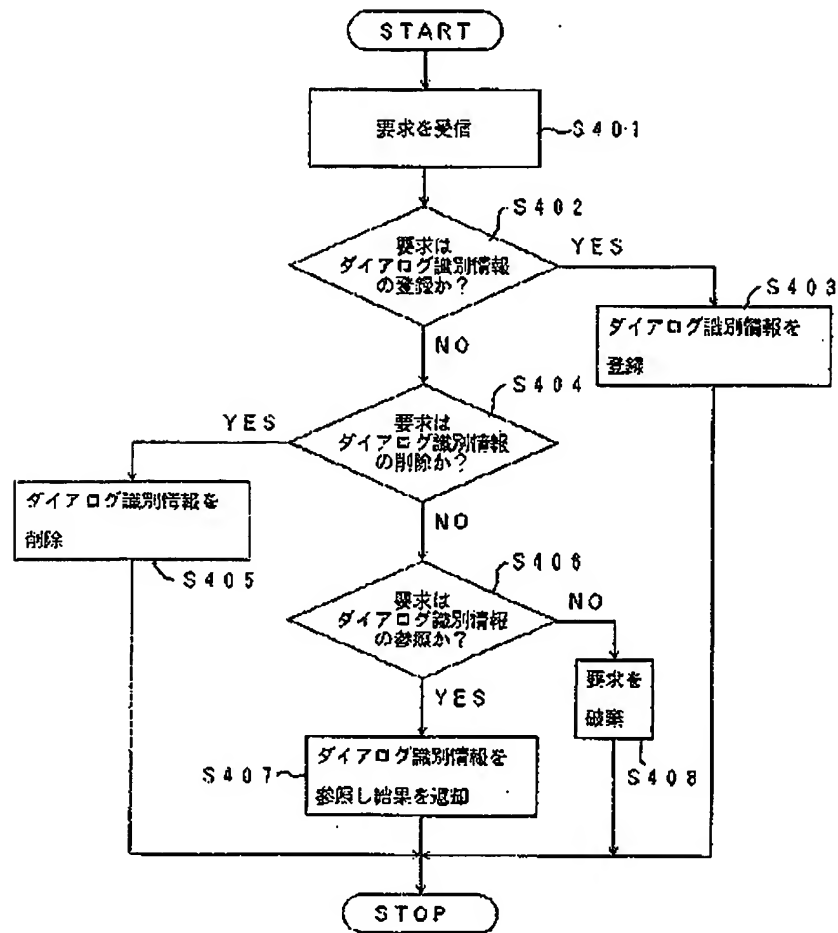 START
要求を受信
S401
S402
要求は
ダイアログ識別情報
の登録か?
YES
S403
ダイアログ識別情報を
登録
NO
S404
要求は
ダイアログ識別情報
の削除か?
YES
ダイアログ識別情報を
削除
S405
NO
S406
要求は
ダイアログ識別情報
の参照か?
NO
要求を
破棄
S408
YES
S407
ダイアログ識別情報を
参照し結果を返却
STOP